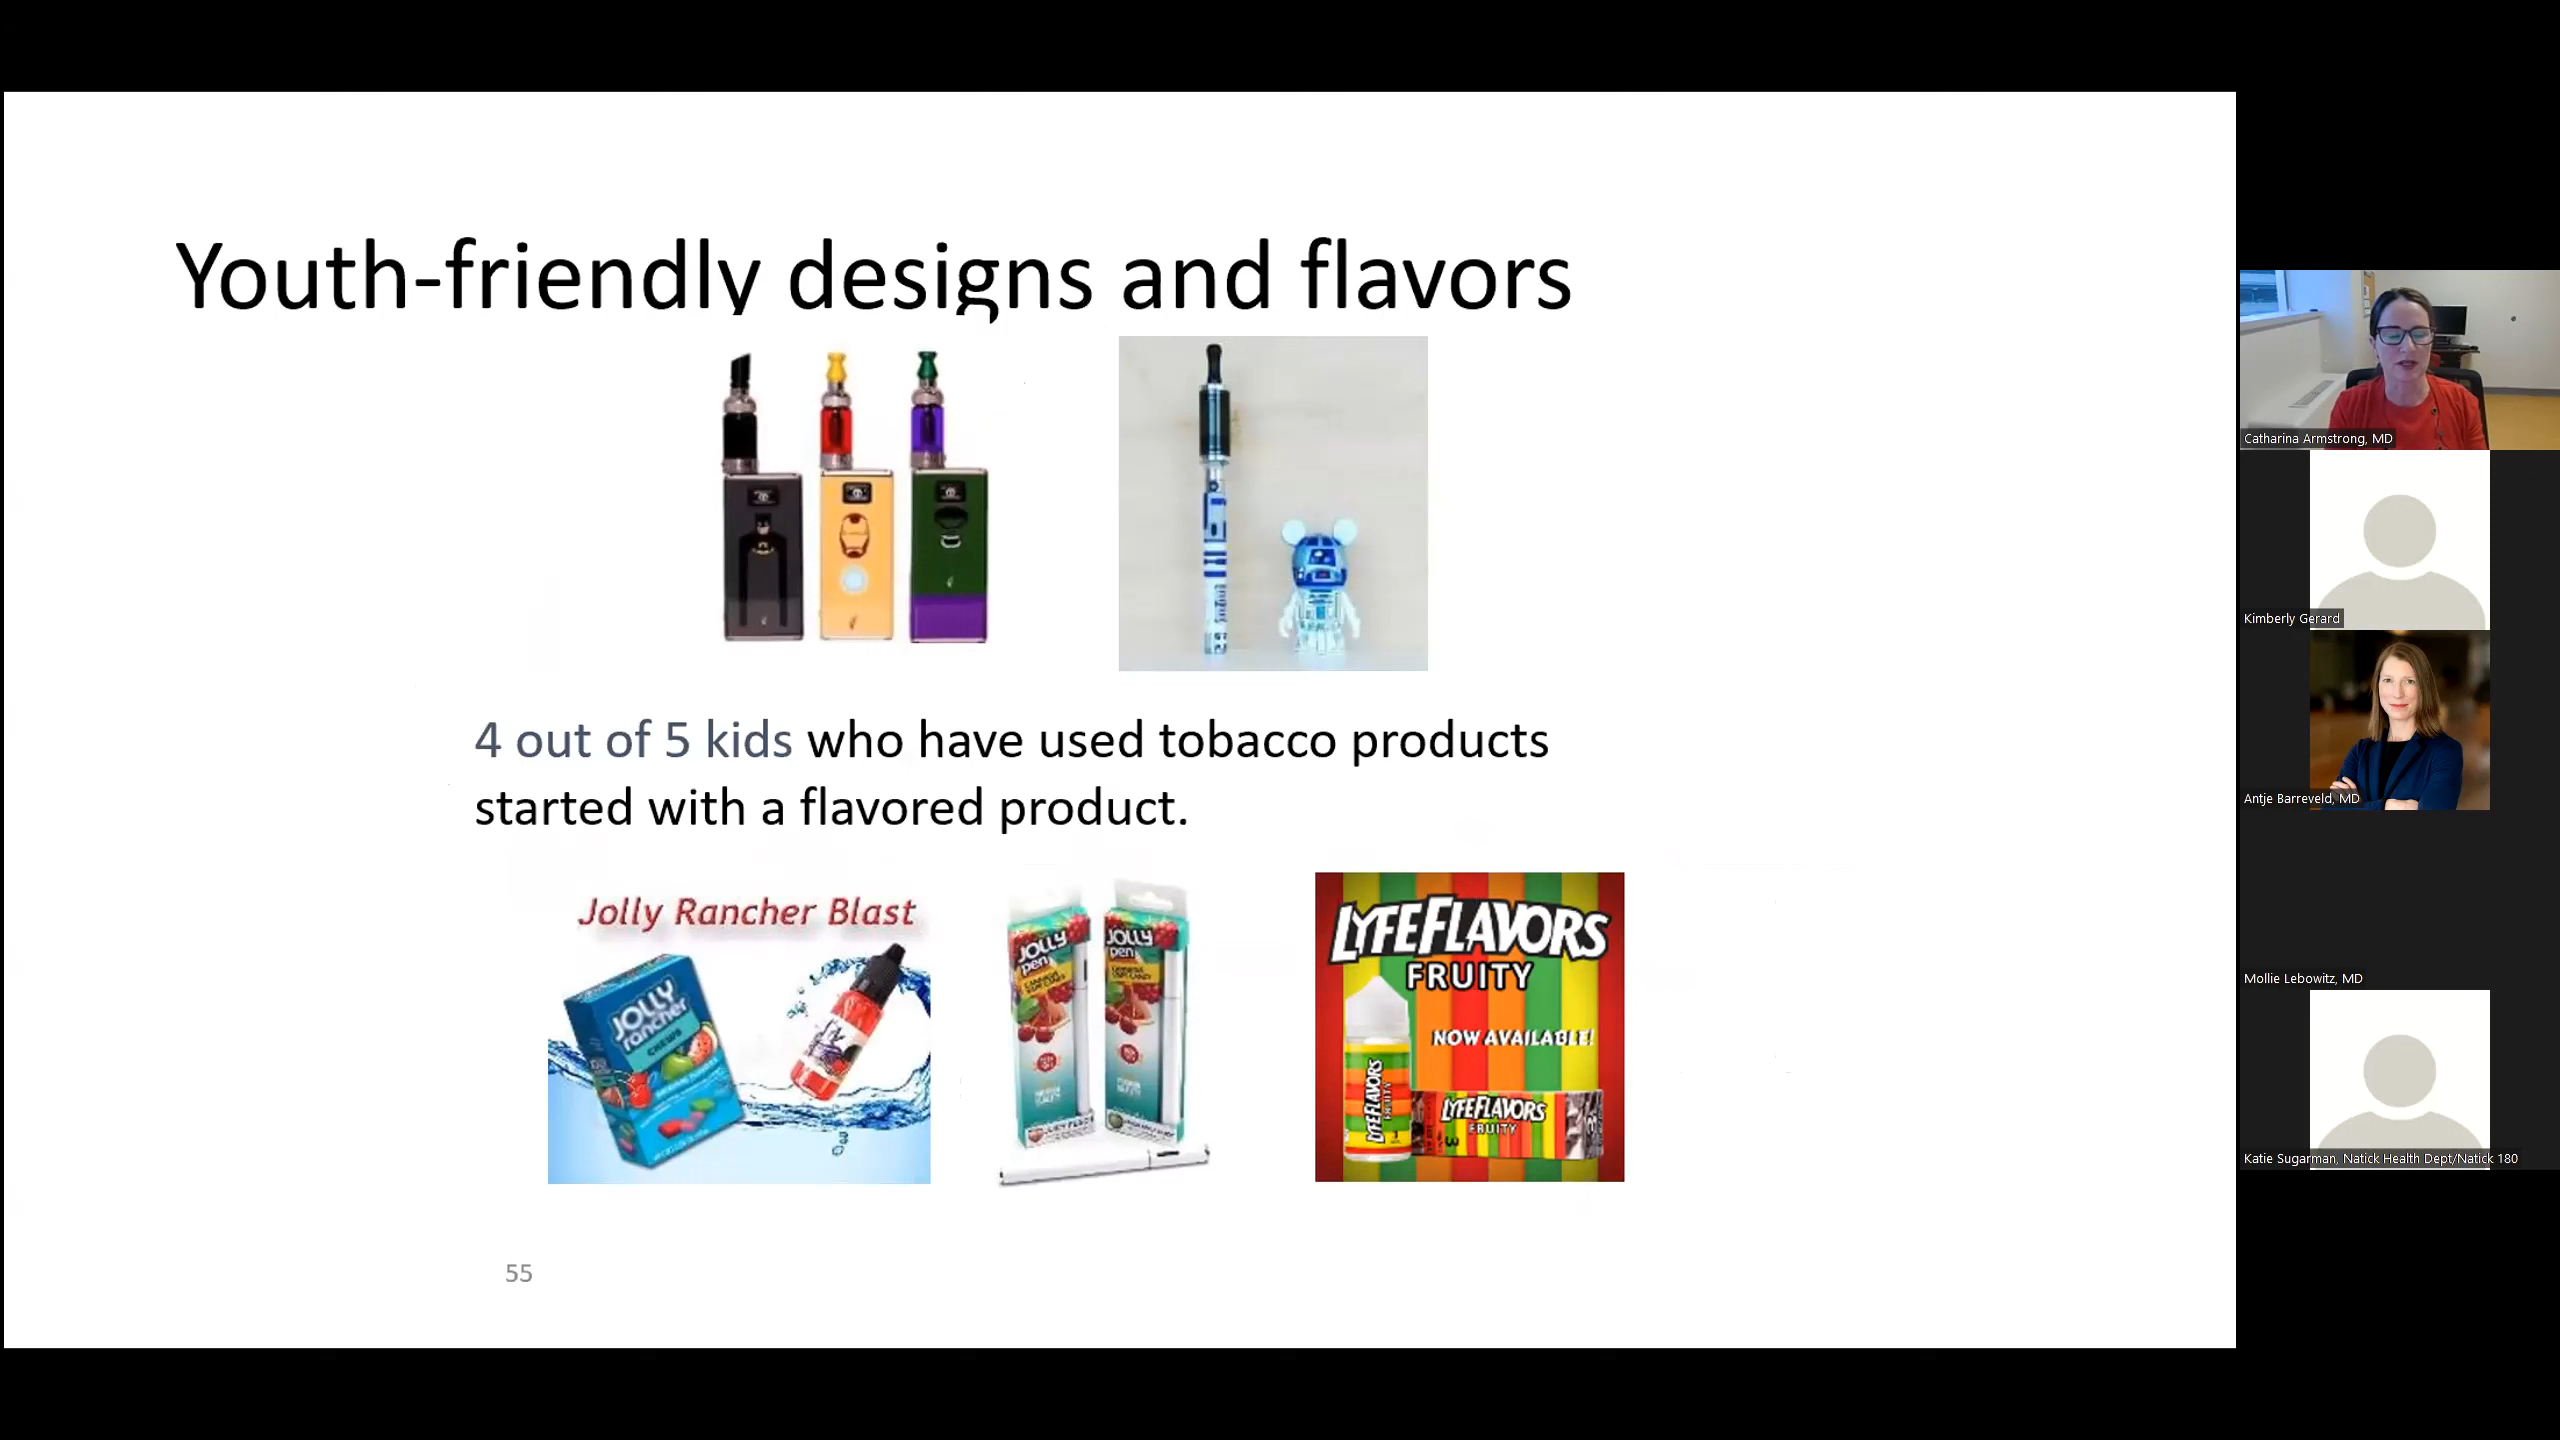 Youth-friendly designs and flavors
4 out of 5 kids who have used tobacco products
started with a flavored product.
Jolly Rancher Blast
JOLLY
rancher
CHEWS
JOLLY
pen
JOLLY
pen
LYFEFLAVORS
FRUITY
NOW AVAILABLE!
LYFEFLAVORS
FRUITY
LYFEFLAVORS
FRUITY
55
Catharina Armstrong, MD
Kimberly Gerard
Antje Barreveld, MD
Mollie Lebowitz, MD
Katie Sugarman, Natick Health Dept/Natick 180